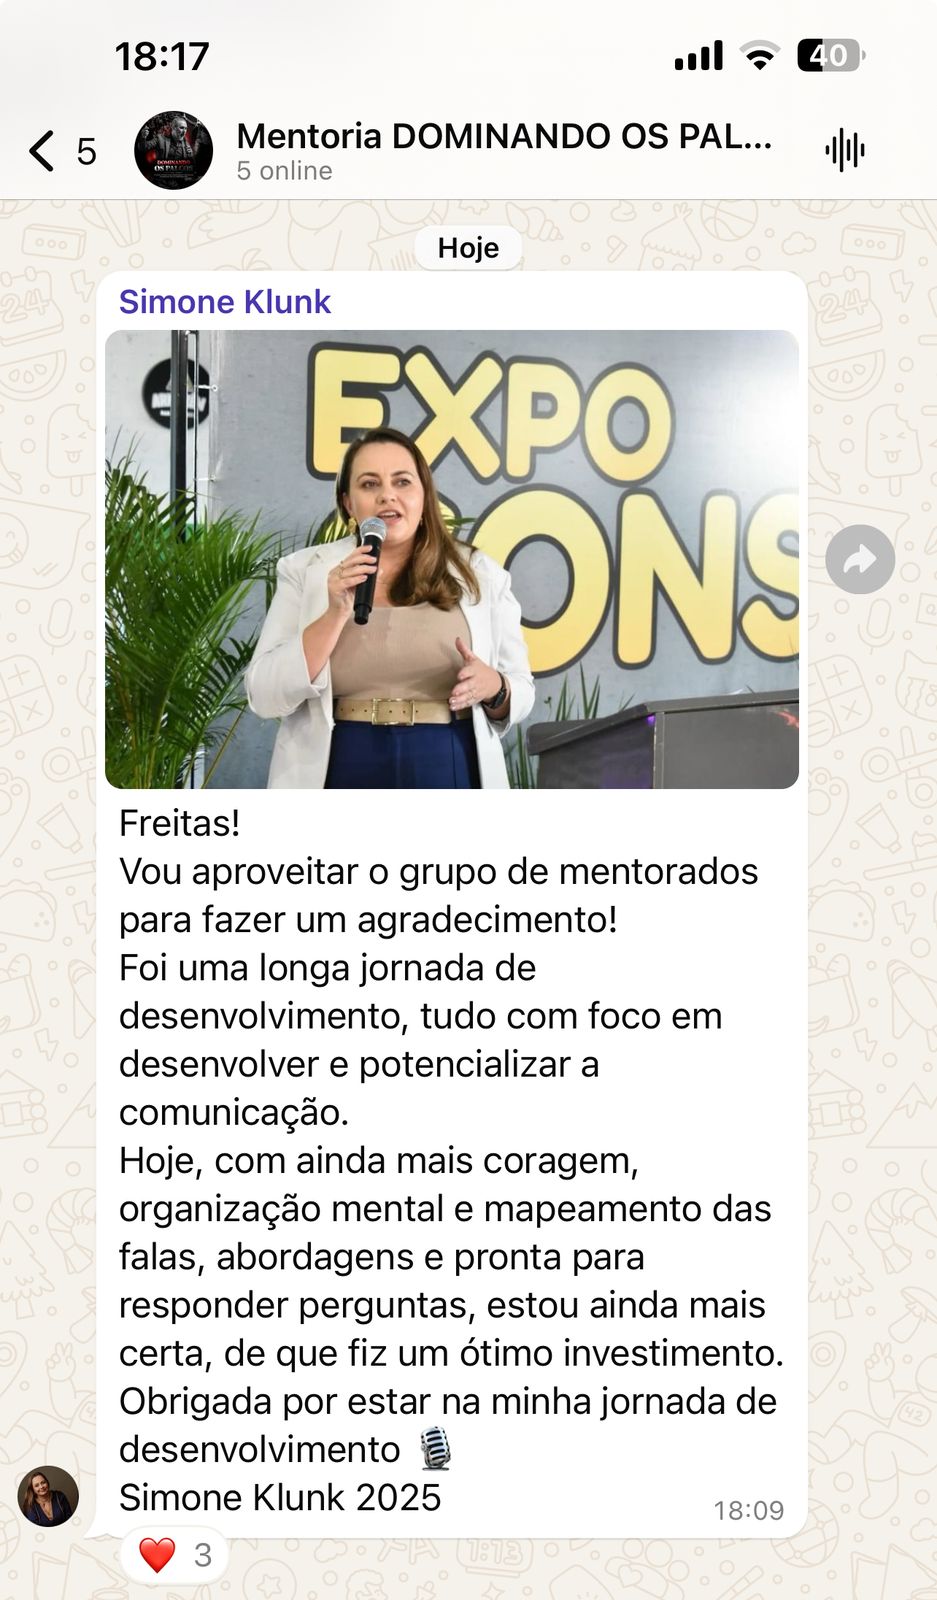 18:17
40
5
Mentoria DOMINANDO OS PAL...
5 online
Hoje
Simone Klunk
EXPO
ONS
Freitas!
Vou aproveitar o grupo de mentorados
para fazer um agradecimento!
Foi uma longa jornada de
desenvolvimento, tudo com foco em
desenvolver e potencializar a
comunicação.
Hoje, com ainda mais coragem,
organização mental e mapeamento das
falas, abordagens e pronta para
responder perguntas, estou ainda mais
certa, de que fiz um ótimo investimento.
Obrigada por estar na minha jornada de
desenvolvimento 🎙️
Simone Klunk 2025
18:09
❤️ 3